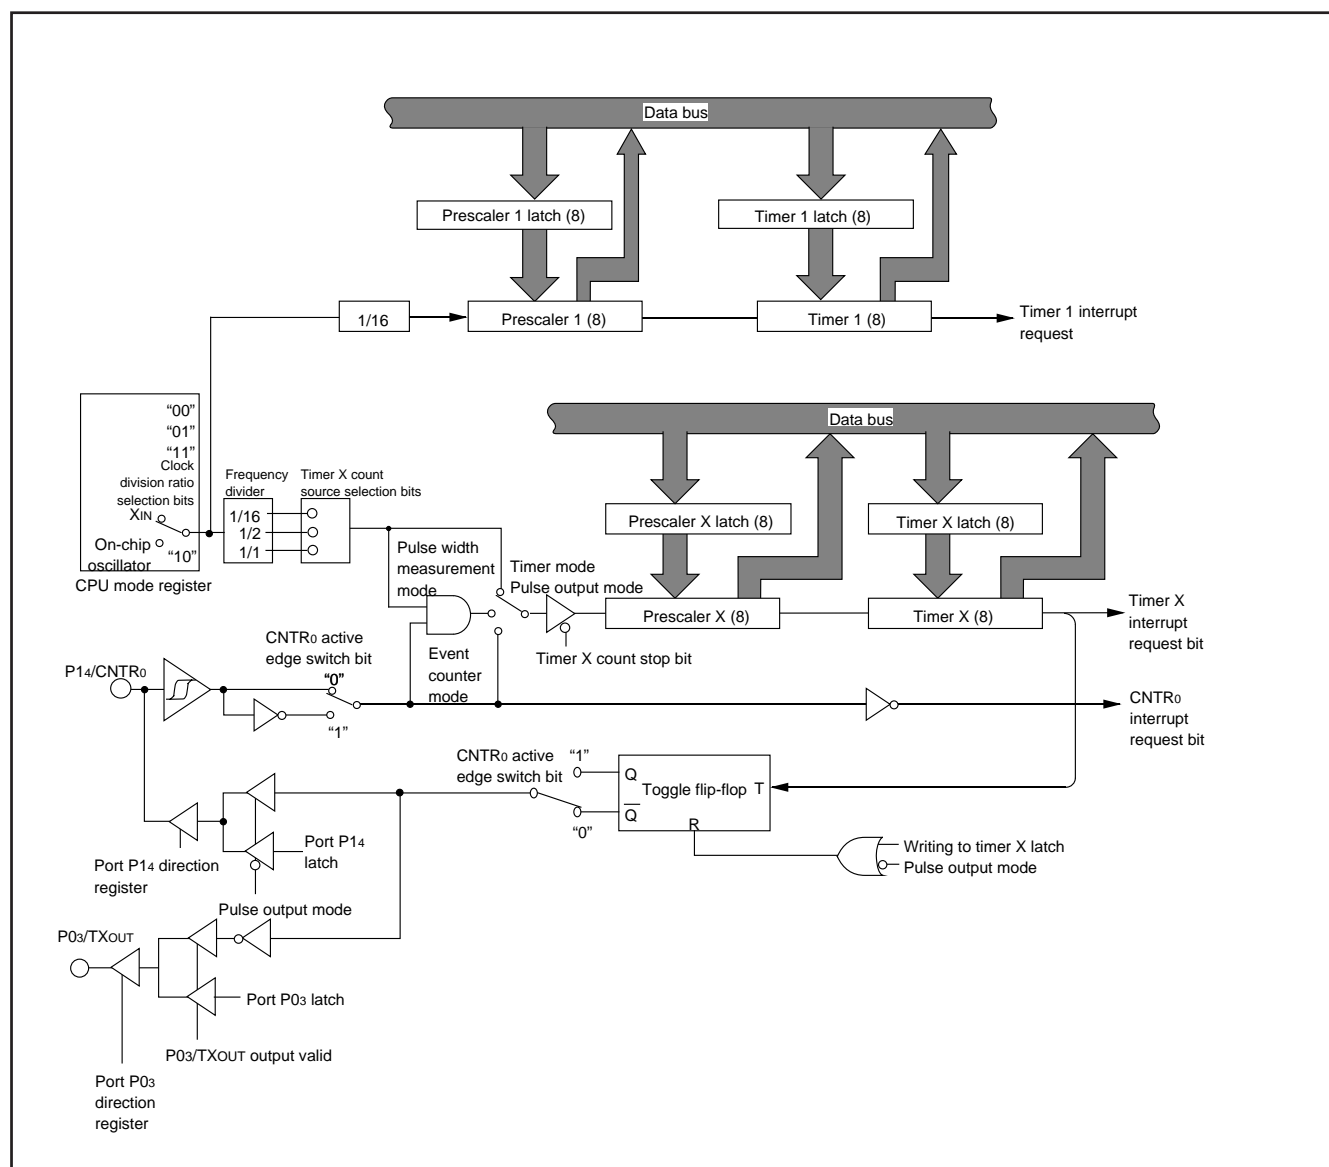 Data bus
Prescaler 1 latch (8)
Timer 1 latch (8)
1/16
Prescaler 1 (8)
Timer 1 (8)
Timer 1 interrupt
request
“00”
“01”
“11”
Clock
division ratio
selection bits
XIN
On-chip
oscillator
“10”
CPU mode register
Frequency
divider
1/16
1/2
1/1
Timer X count
source selection bits
Data bus
Prescaler X latch (8)
Timer X latch (8)
Pulse width
measurement
mode
Timer mode
Pulse output mode
Prescaler X (8)
Timer X (8)
Timer X
interrupt
request bit
Timer X count stop bit
CNTR0 active
edge switch bit
“0”
“1”
P14/CNTR0
Event
counter
mode
CNTR0
interrupt
request bit
CNTR0 active
edge switch bit
“1”
“0”
Q
Toggle flip-flop
T
Q
R
Writing to timer X latch
Pulse output mode
Port P14
latch
Port P14 direction
register
Pulse output mode
P03/TXOUT
Port P03 latch
P03/TXOUT output valid
Port P03
direction
register